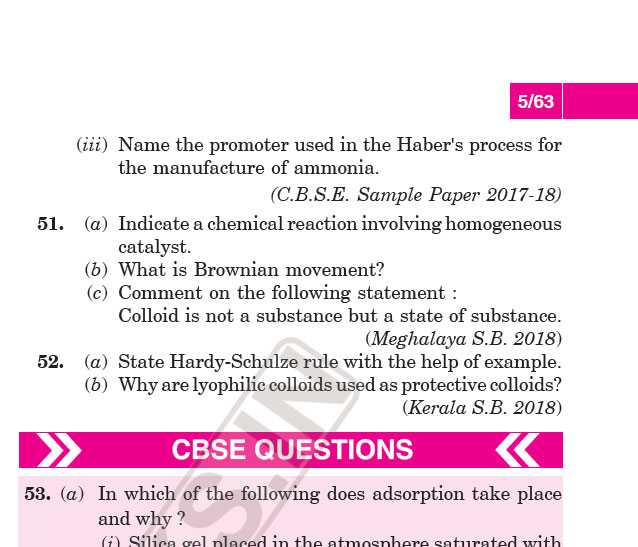 5/63
(iii) Name the promoter used in the Haber's process for
the manufacture of ammonia.
(C.B.S.E. Sample Paper 2017-18)
51. (a) Indicate a chemical reaction involving homogeneous
catalyst.
(b) What is Brownian movement?
(c) Comment on the following statement :
Colloid is not a substance but a state of substance.
(Meghalaya S.B. 2018)
52. (a) State Hardy-Schulze rule with the help of example.
(b) Why are lyophilic colloids used as protective colloids?
(Kerala S.B. 2018)
CBSE QUESTIONS
53. (a) In which of the following does adsorption take place
and why ?
(i) Silica gel placed in the atmosphere saturated with
S.IN